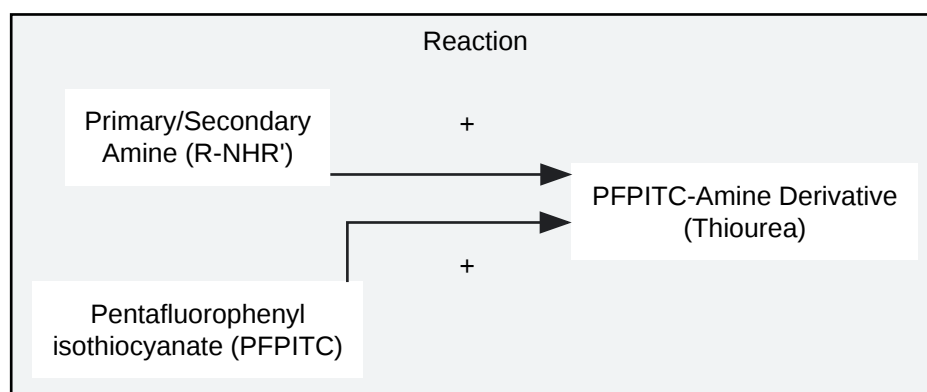 Reaction
Primary/Secondary
Amine (R-NHR')
+
PFPITC-Amine Derivative
(Thiourea)
+
Pentafluorophenyl
isothiocyanate (PFPITC)